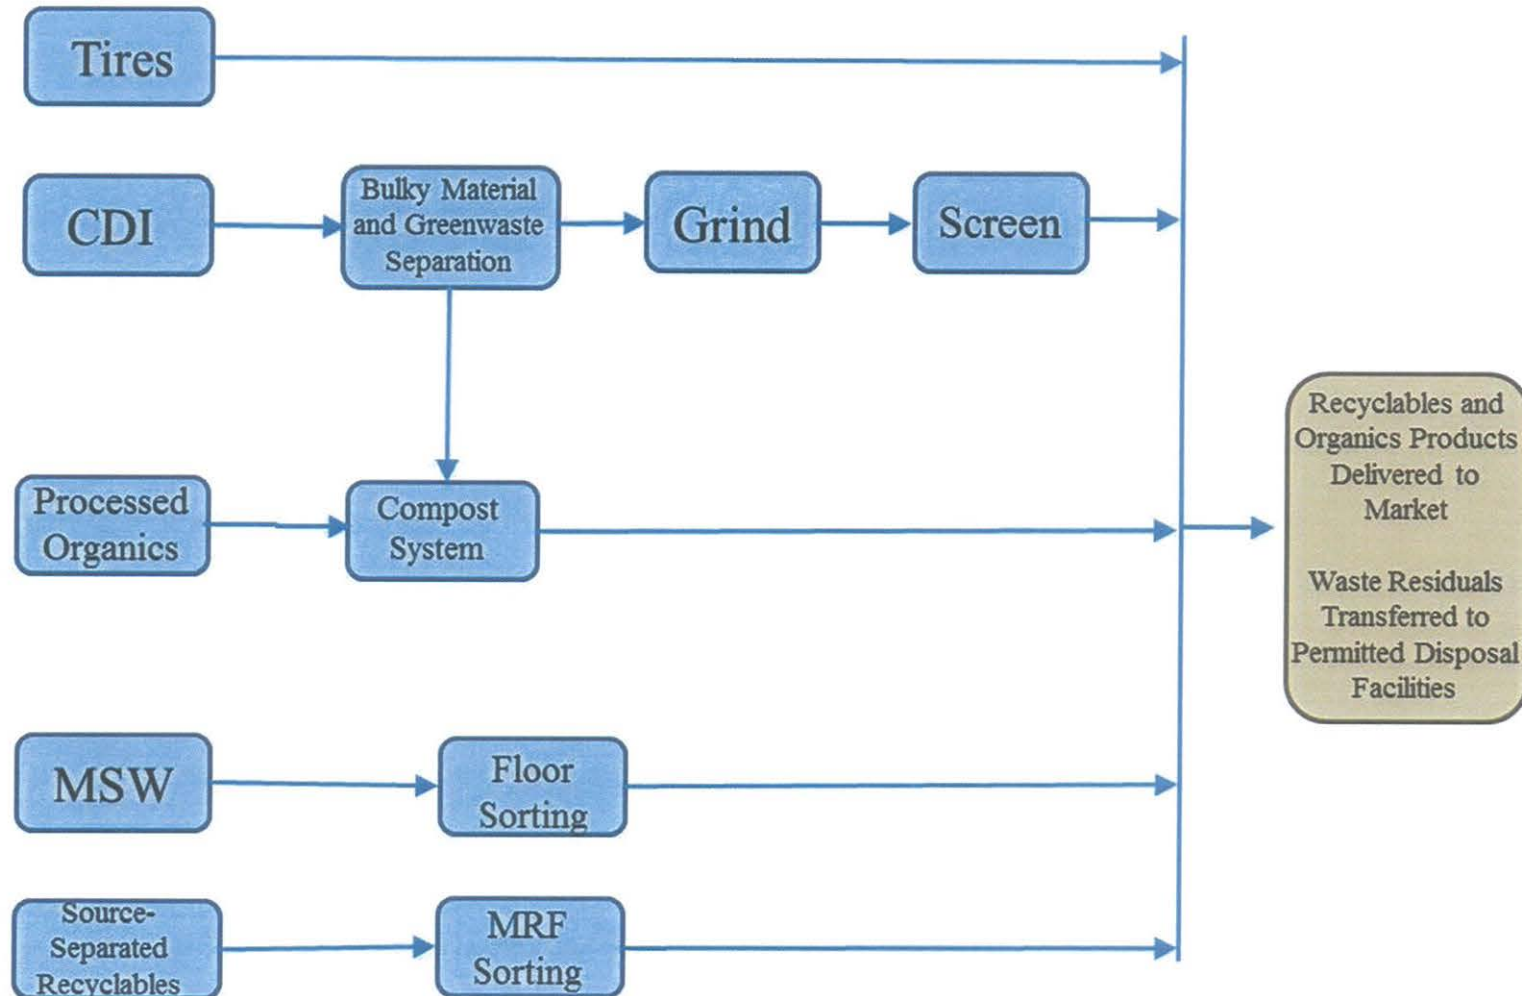 Tires
CDI
Bulky Material
and Greenwaste
Separation
Grind
Screen
Processed
Organics
Compost
System
Recyclables and
Organics Products
Delivered to
Market
Waste Residuals
Transferred to
Permitted Disposal
Facilities
MSW
Floor
Sorting
Source-
Separated
Recyclables
MRF
Sorting